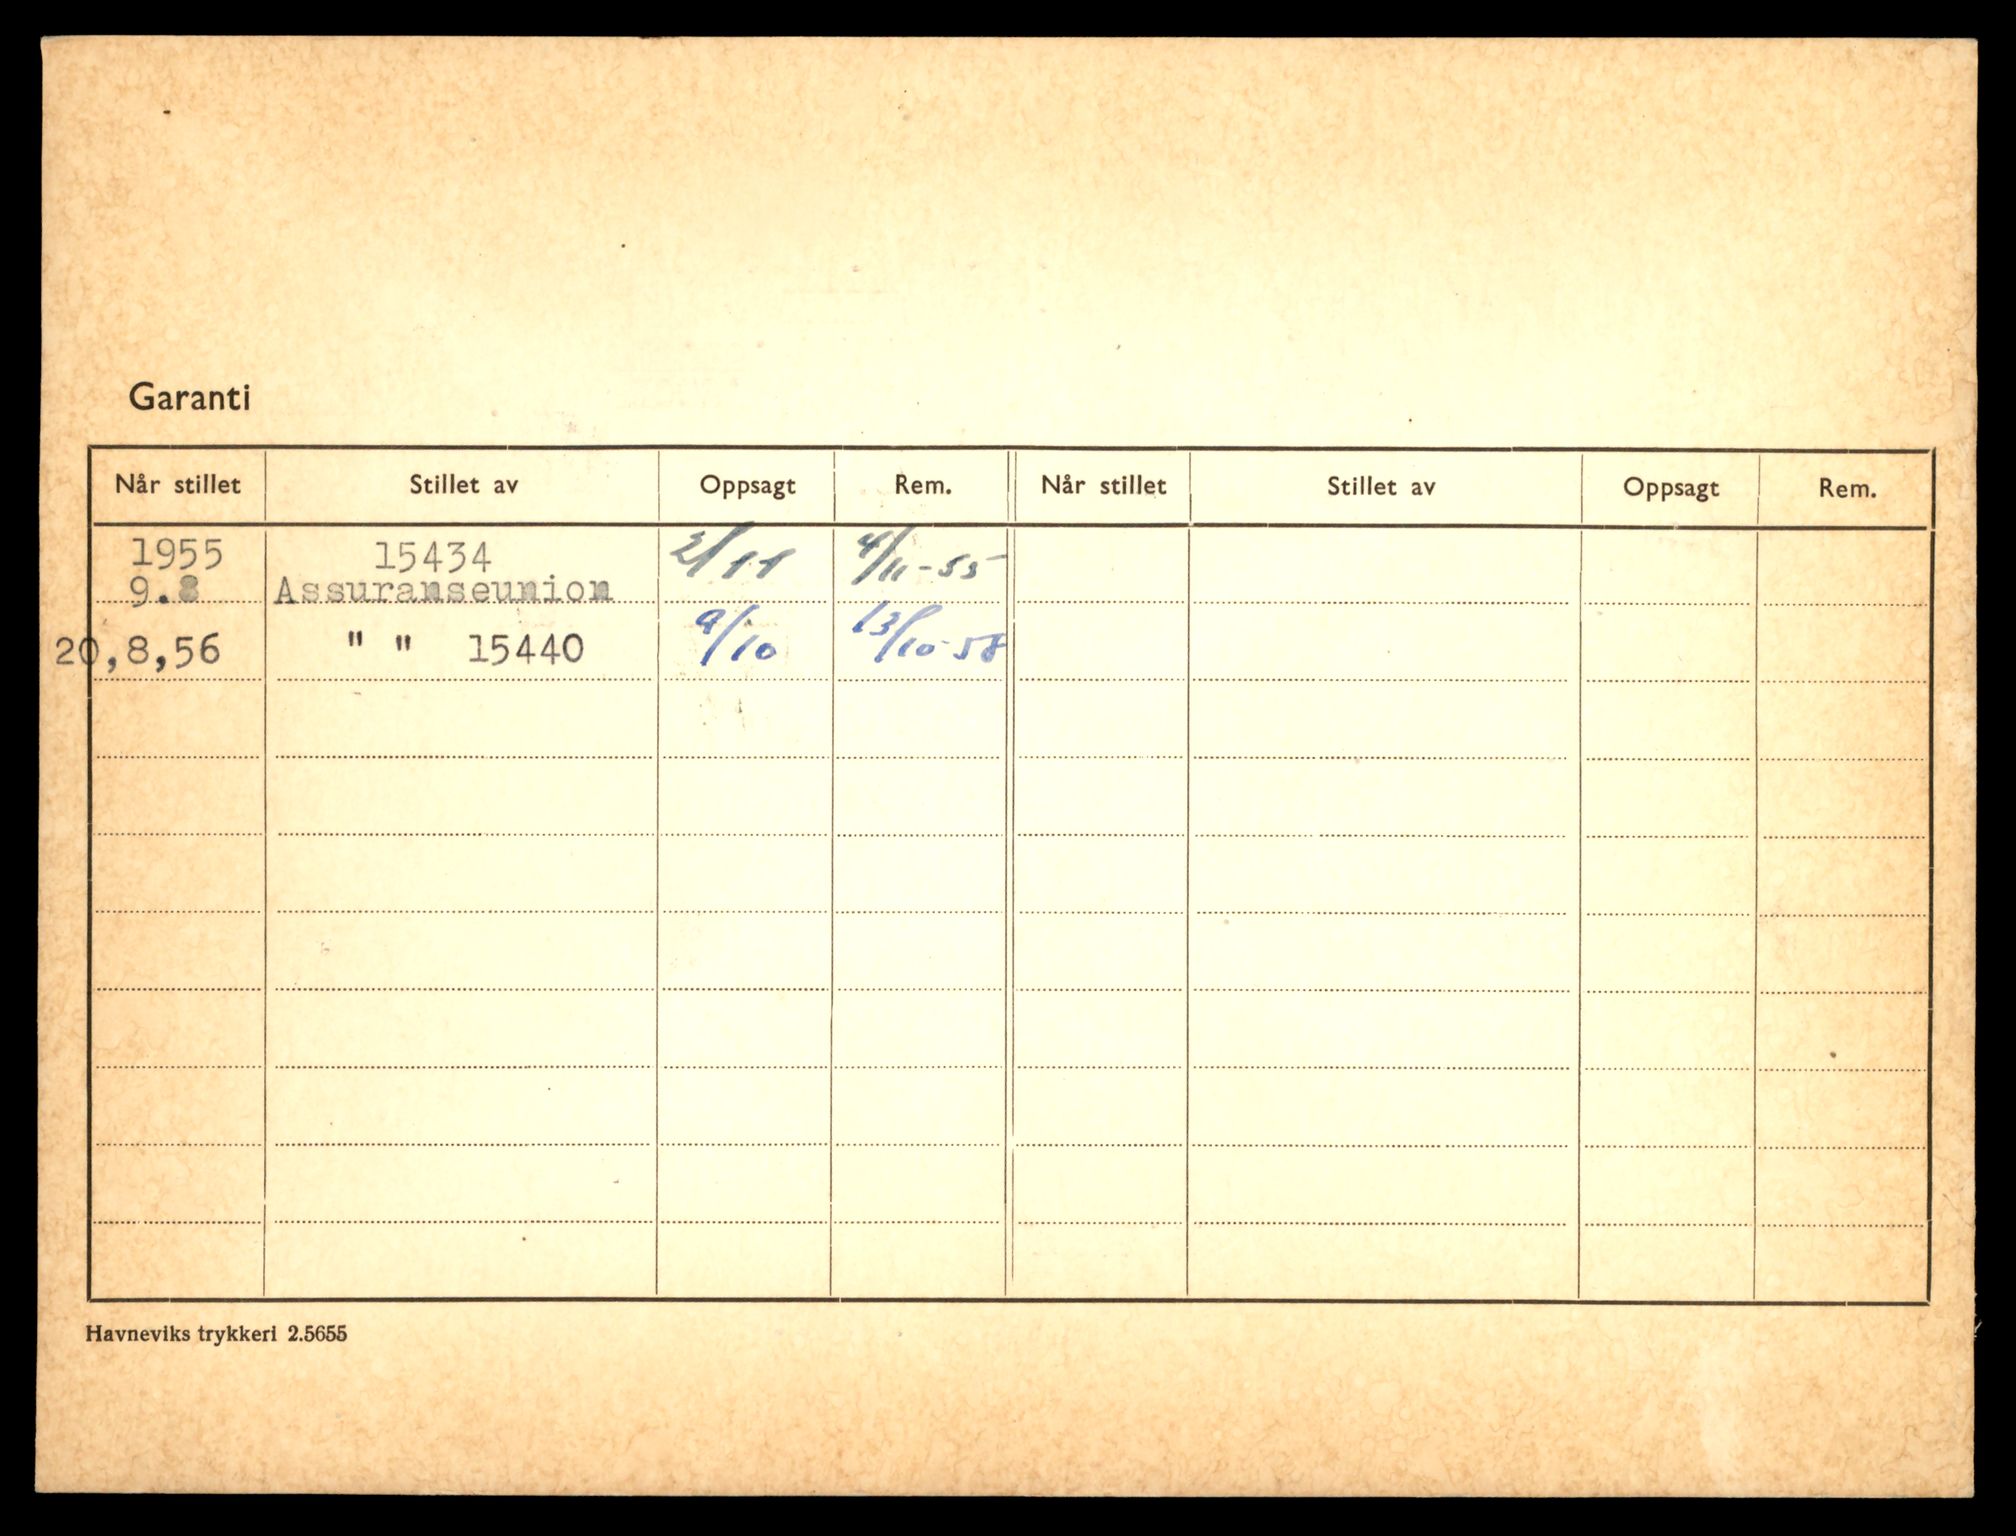 Garanti
Når stillet Stillet av Oppsagt Rem. Når stillet Stillet av Oppsagt Rem.
1955 15434 2/11 4/11-55
9.8 Assuranseunion
20,8,56 " " 15440 9/10 13/10-58
Havneviks trykkeri 2.5655